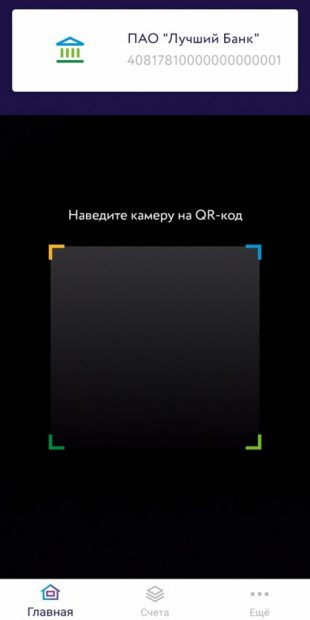 ПАО "Лучший Банк"
40817810000000000001
Наведите камеру на QR-код
Главная
Счета
Ещё